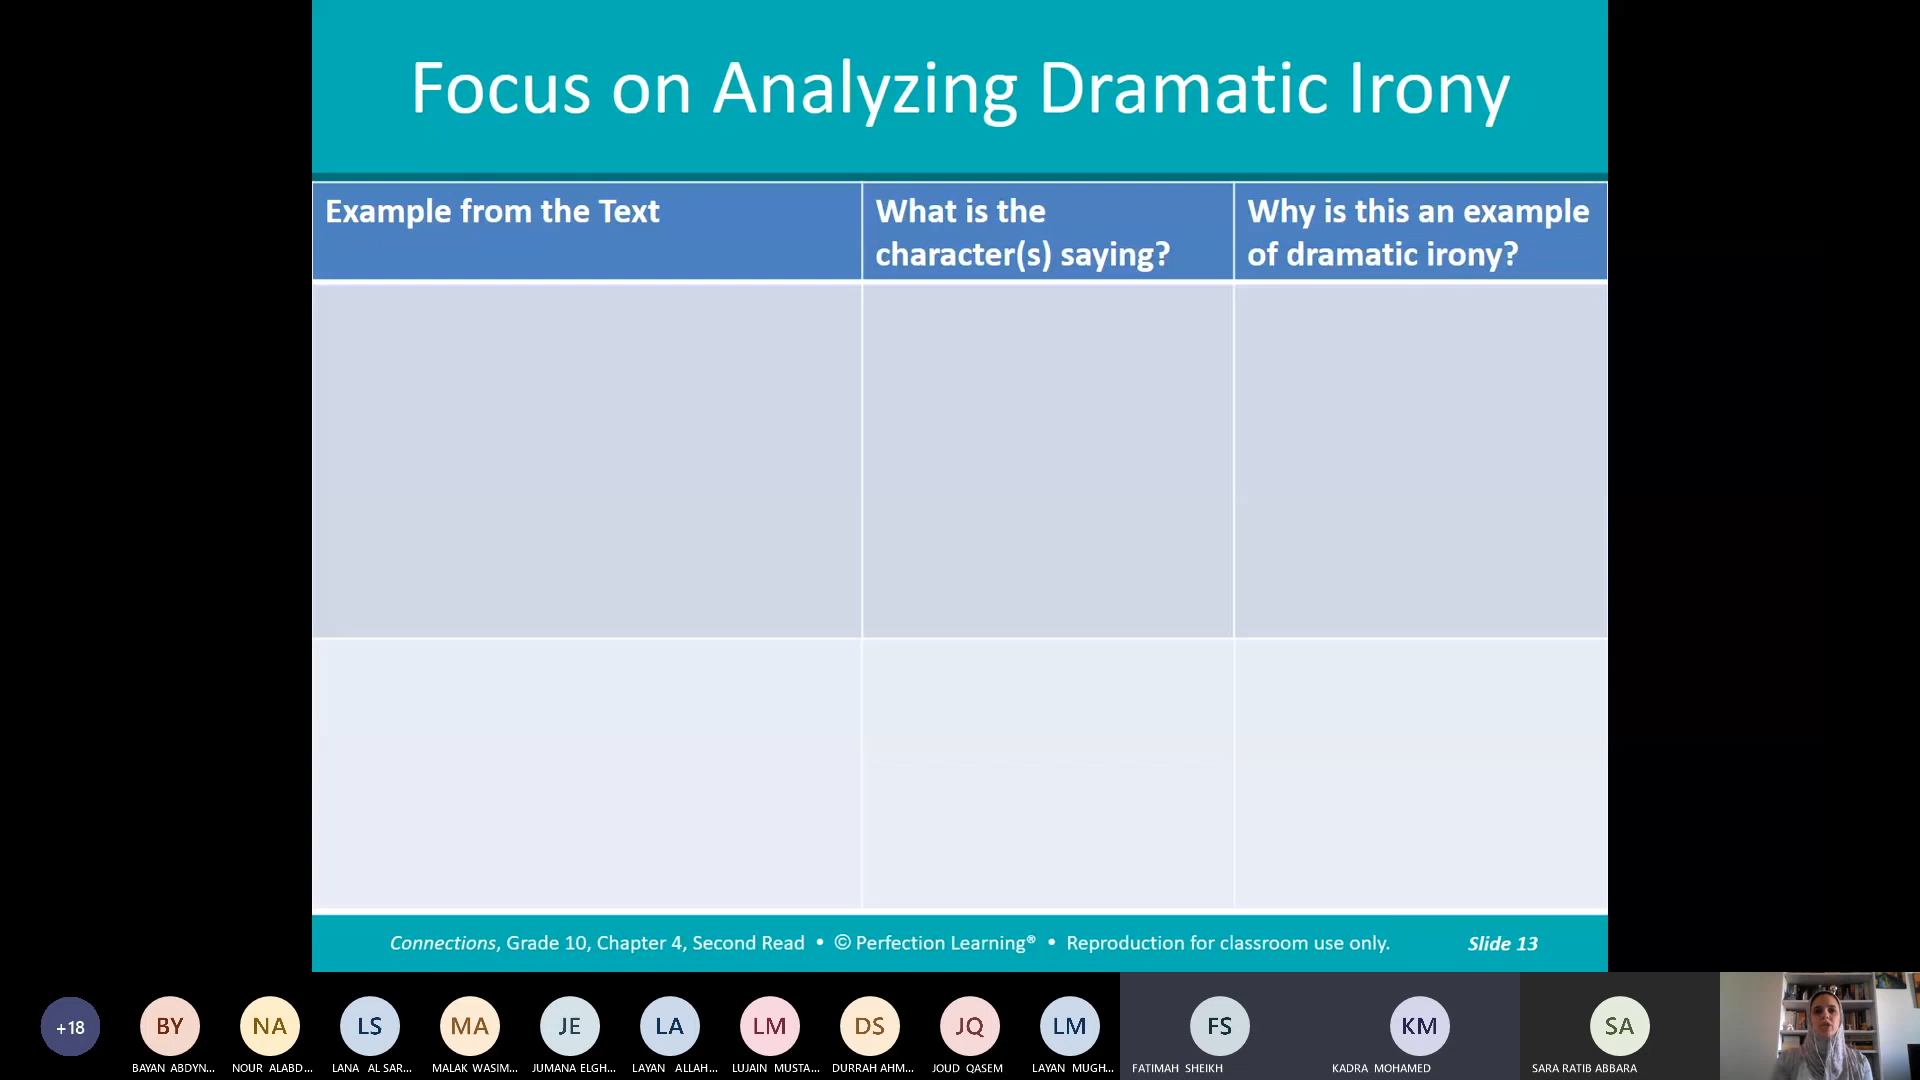 Focus on Analyzing Dramatic Irony
Example from the Text
What is the
character(s) saying?
Why is this an example
of dramatic irony?
Connections, Grade 10, Chapter 4, Second Read • © Perfection Learning® • Reproduction for classroom use only.
Slide 13
+18
BY
NA
LS
MA
JE
LA
LM
DS
JQ
LM
FS
KM
SA
BAYAN ABDYN...
NOUR ALABD...
LANA AL SAR...
MALAK WASIM...
JUMANA ELGH...
LAYAN ALLAH...
LUJAIN MUSTA...
DURRAH AHM...
JOUD QASEM
LAYAN MUGH...
FATIMAH SHEIKH
KADRA MOHAMED
SARA RATIB ABBARA